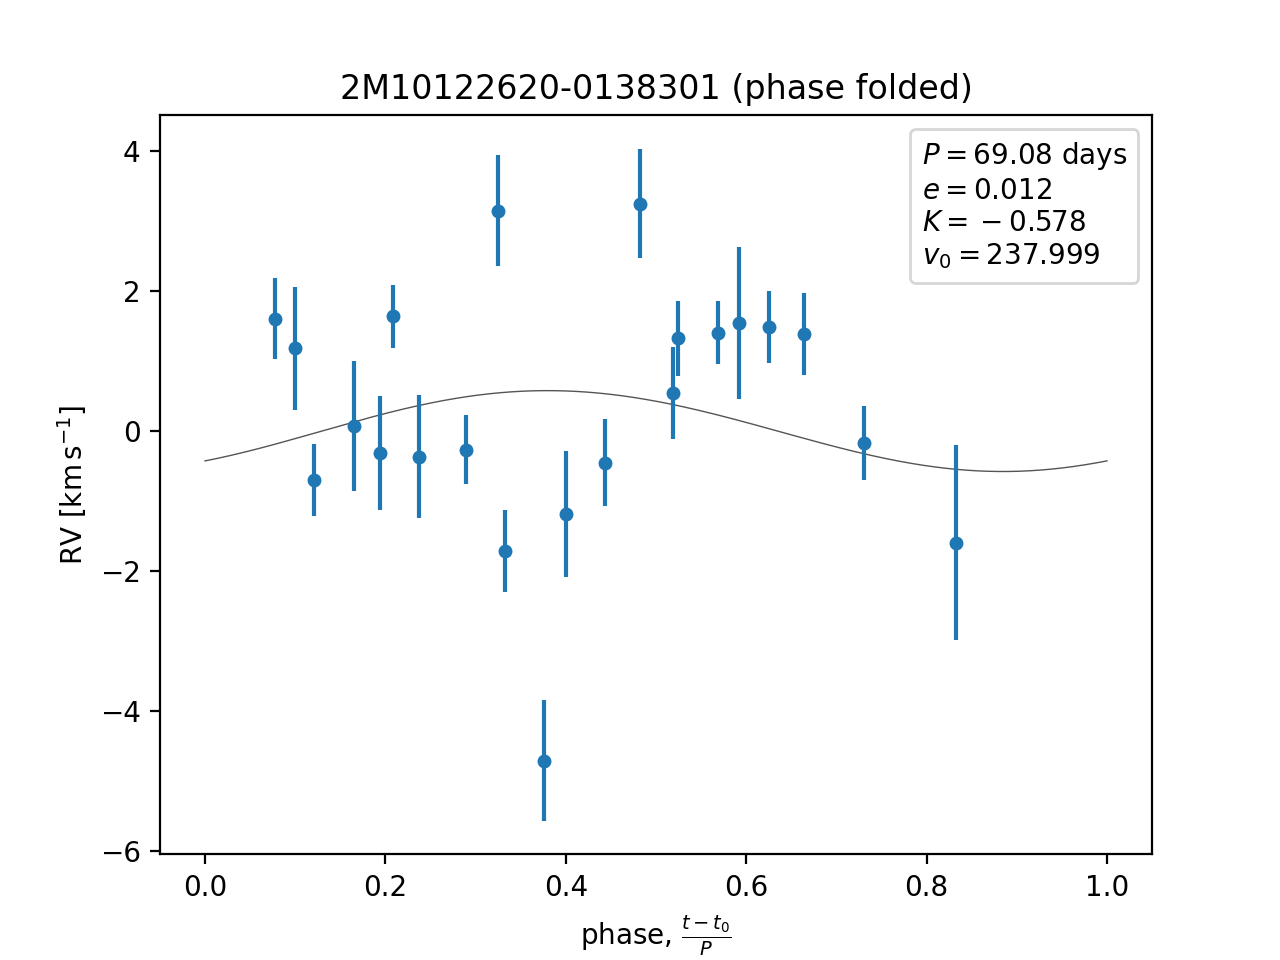 2M10122620-0138301 (phase folded)
P = 69.08 days
e = 0.012
K = −0.578
v₀ = 237.999
4
2
0
−2
−4
−6
RV [km s⁻¹]
0.0 0.2 0.4 0.6 0.8 1.0
phase, (t − t₀)/P